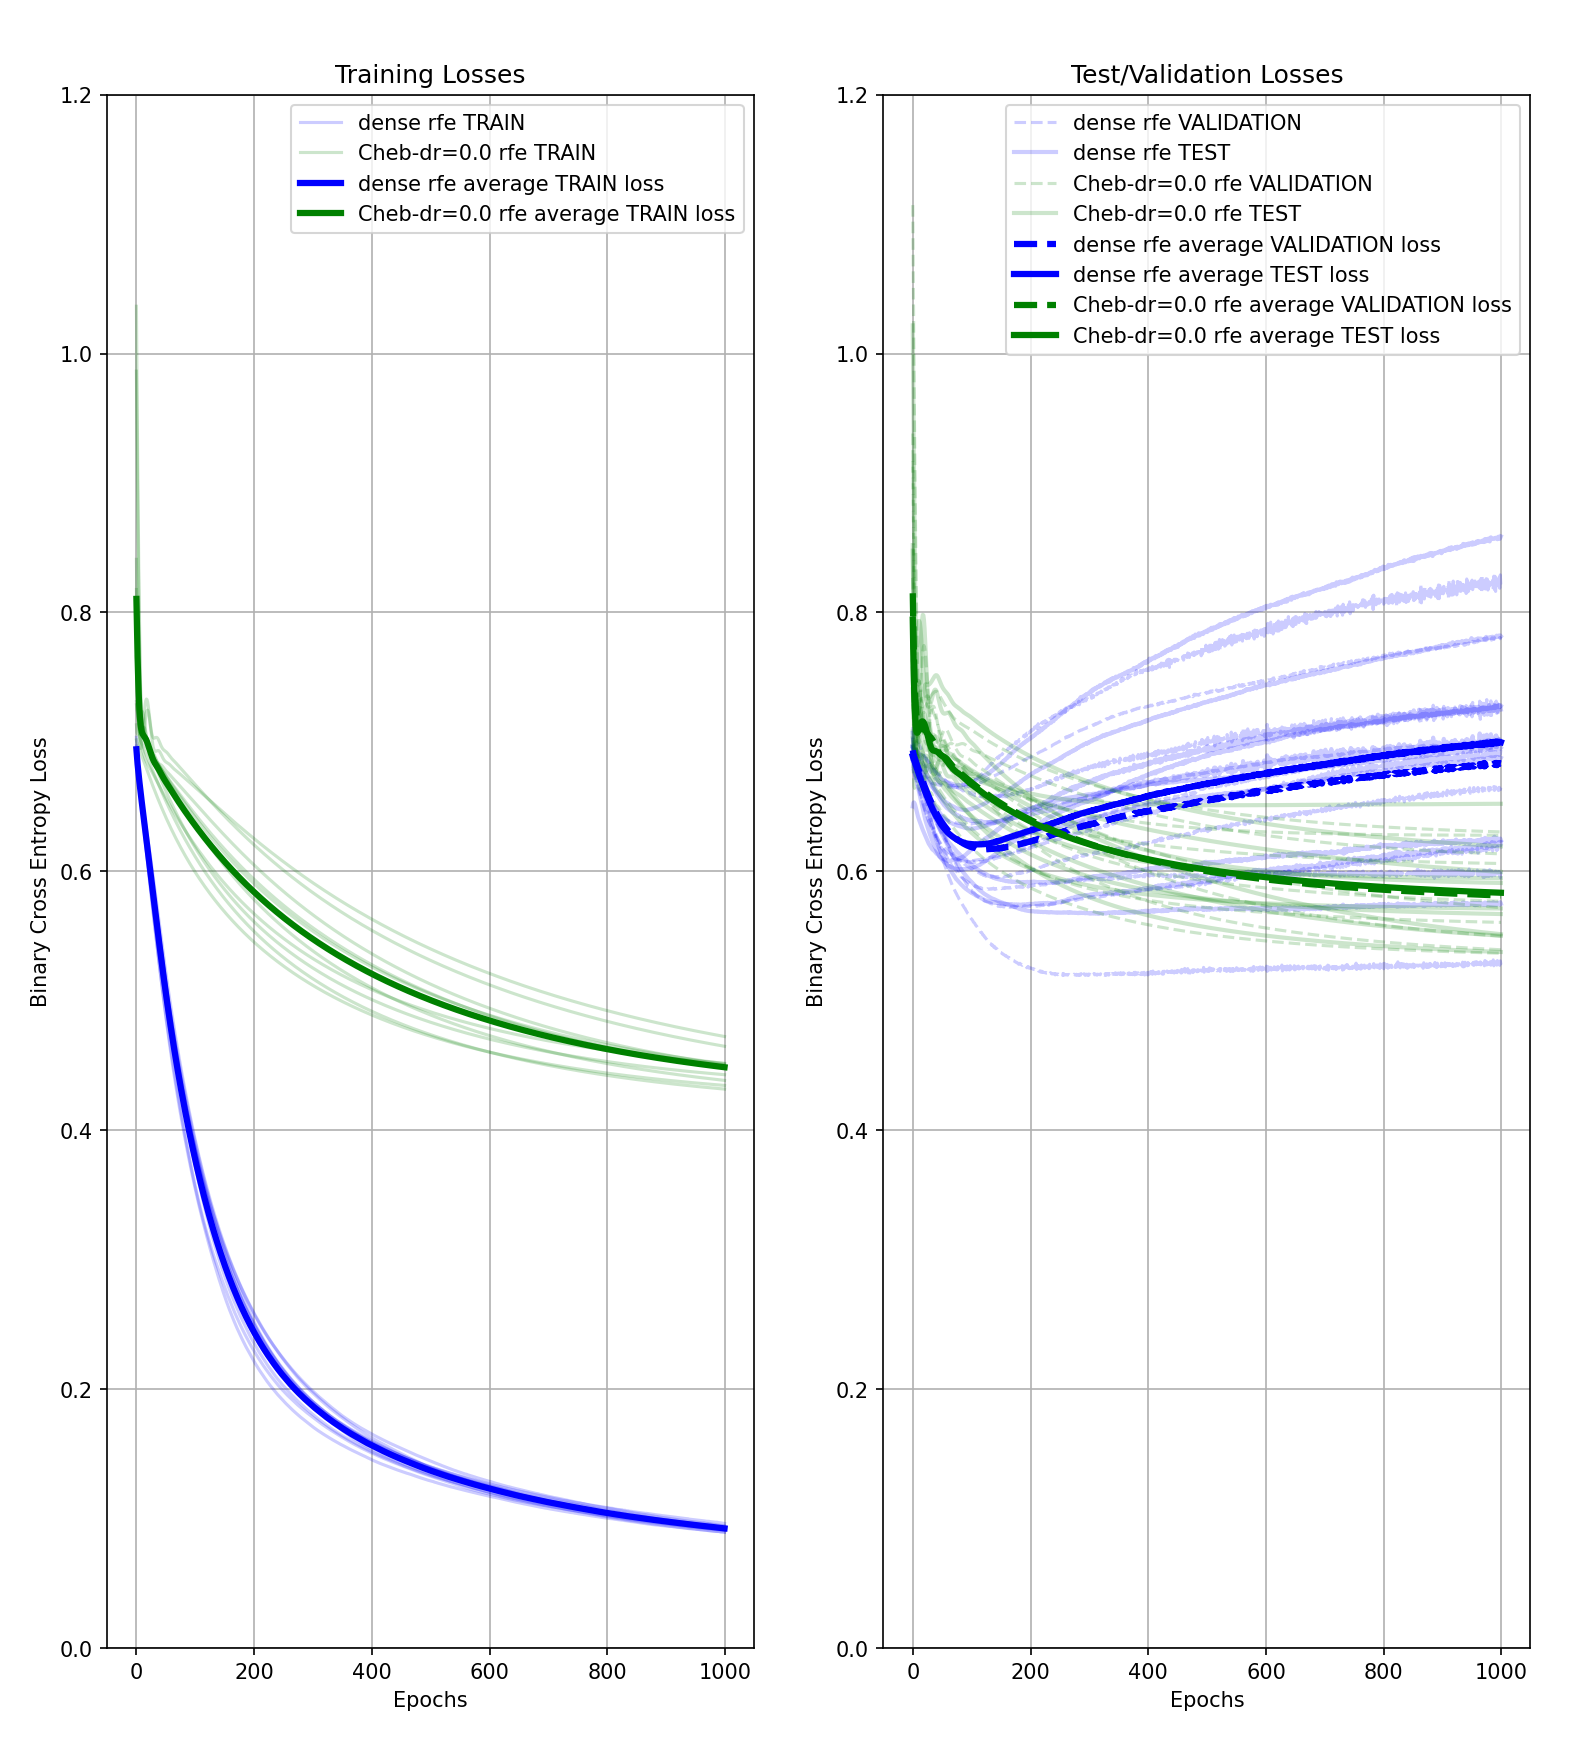 Training Losses
dense rfe TRAIN
Cheb-dr=0.0 rfe TRAIN
dense rfe average TRAIN loss
Cheb-dr=0.0 rfe average TRAIN loss
Binary Cross Entropy Loss
1.2
1.0
0.8
0.6
0.4
0.2
0.0
0 200 400 600 800 1000
Epochs
Test/Validation Losses
dense rfe VALIDATION
dense rfe TEST
Cheb-dr=0.0 rfe VALIDATION
Cheb-dr=0.0 rfe TEST
dense rfe average VALIDATION loss
dense rfe average TEST loss
Cheb-dr=0.0 rfe average VALIDATION loss
Cheb-dr=0.0 rfe average TEST loss
Binary Cross Entropy Loss
1.2
1.0
0.8
0.6
0.4
0.2
0.0
0 200 400 600 800 1000
Epochs